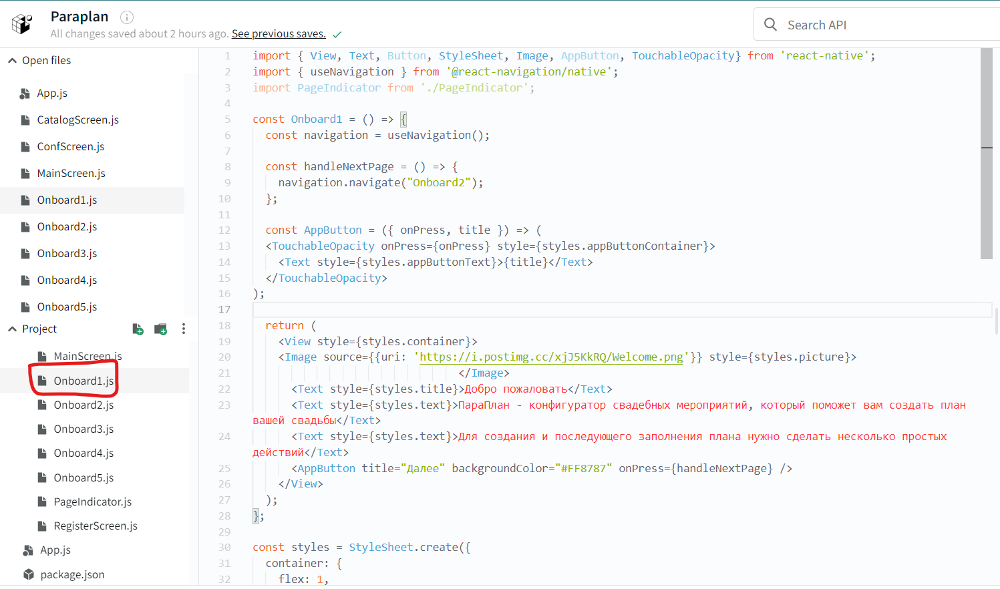 Paraplan
All changes saved about 2 hours ago. See previous saves.
Search API
Open files
App.js
CatalogScreen.js
ConfScreen.js
MainScreen.js
Onboard1.js
Onboard2.js
Onboard3.js
Onboard4.js
Onboard5.js
Project
MainScreen.js
Onboard1.js
Onboard2.js
Onboard3.js
Onboard4.js
Onboard5.js
PageIndicator.js
RegisterScreen.js
App.js
package.json
1 import { View, Text, Button, StyleSheet, Image, AppButton, TouchableOpacity} from 'react-native';
2 import { useNavigation } from '@react-navigation/native';
3 import PageIndicator from './PageIndicator';
4
5 const Onboard1 = () => {
6 const navigation = useNavigation();
7
8 const handleNextPage = () => {
9 navigation.navigate("Onboard2");
10 };
11
12 const AppButton = ({ onPress, title }) => (
13 <TouchableOpacity onPress={onPress} style={styles.appButtonContainer}>
14 <Text style={styles.appButtonText}>{title}</Text>
15 </TouchableOpacity>
16 );
17
18 return (
19 <View style={styles.container}>
20 <Image source={{uri: 'https://i.postimg.cc/xjJ5KkRQ/Welcome.png'}} style={styles.picture}>
21 </Image>
22 <Text style={styles.title}>Добро пожаловать</Text>
23 <Text style={styles.text}>ПараПлан - конфигуратор свадебных мероприятий, который поможет вам создать план
вашей свадьбы</Text>
24 <Text style={styles.text}>Для создания и последующего заполнения плана нужно сделать несколько простых
действий</Text>
25 <AppButton title="Далее" backgroundColor="#FF8787" onPress={handleNextPage} />
26 </View>
27 );
28 };
29
30 const styles = StyleSheet.create({
31 container: {
32 flex: 1,